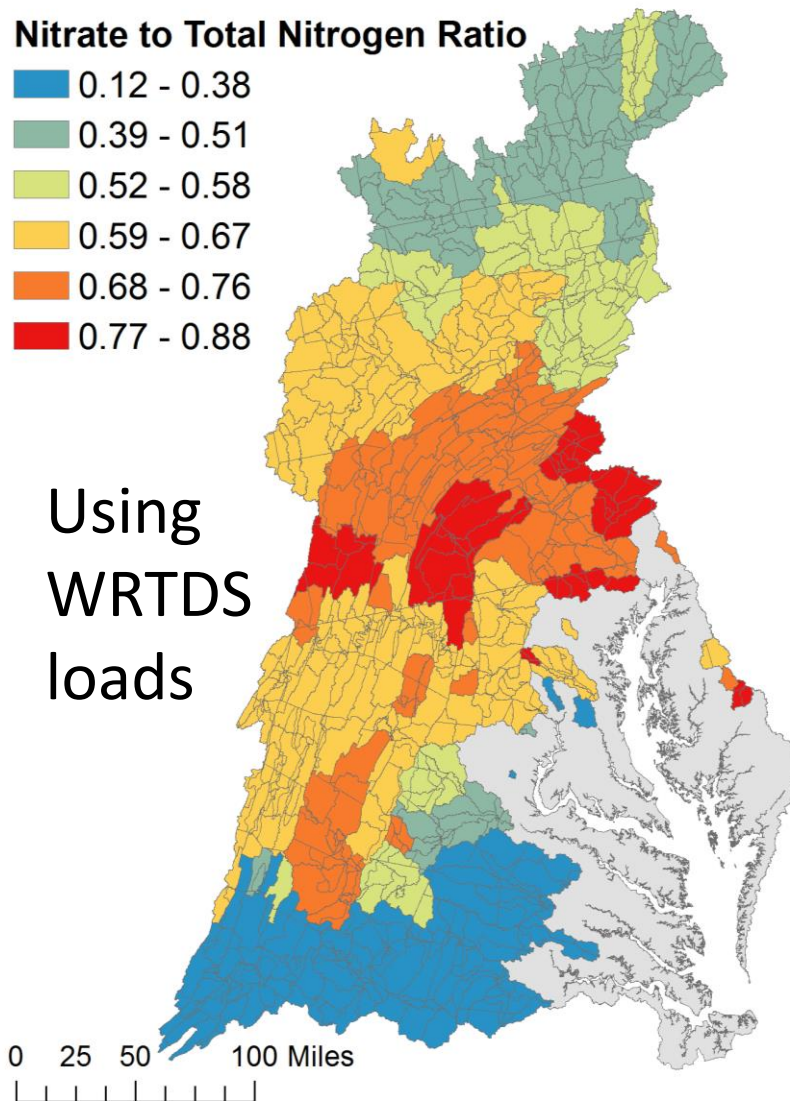 Nitrate to Total Nitrogen Ratio
0.12 - 0.38
0.39 - 0.51
0.52 - 0.58
0.59 - 0.67
0.68 - 0.76
0.77 - 0.88
Using
WRTDS
loads
0 25 50 100 Miles